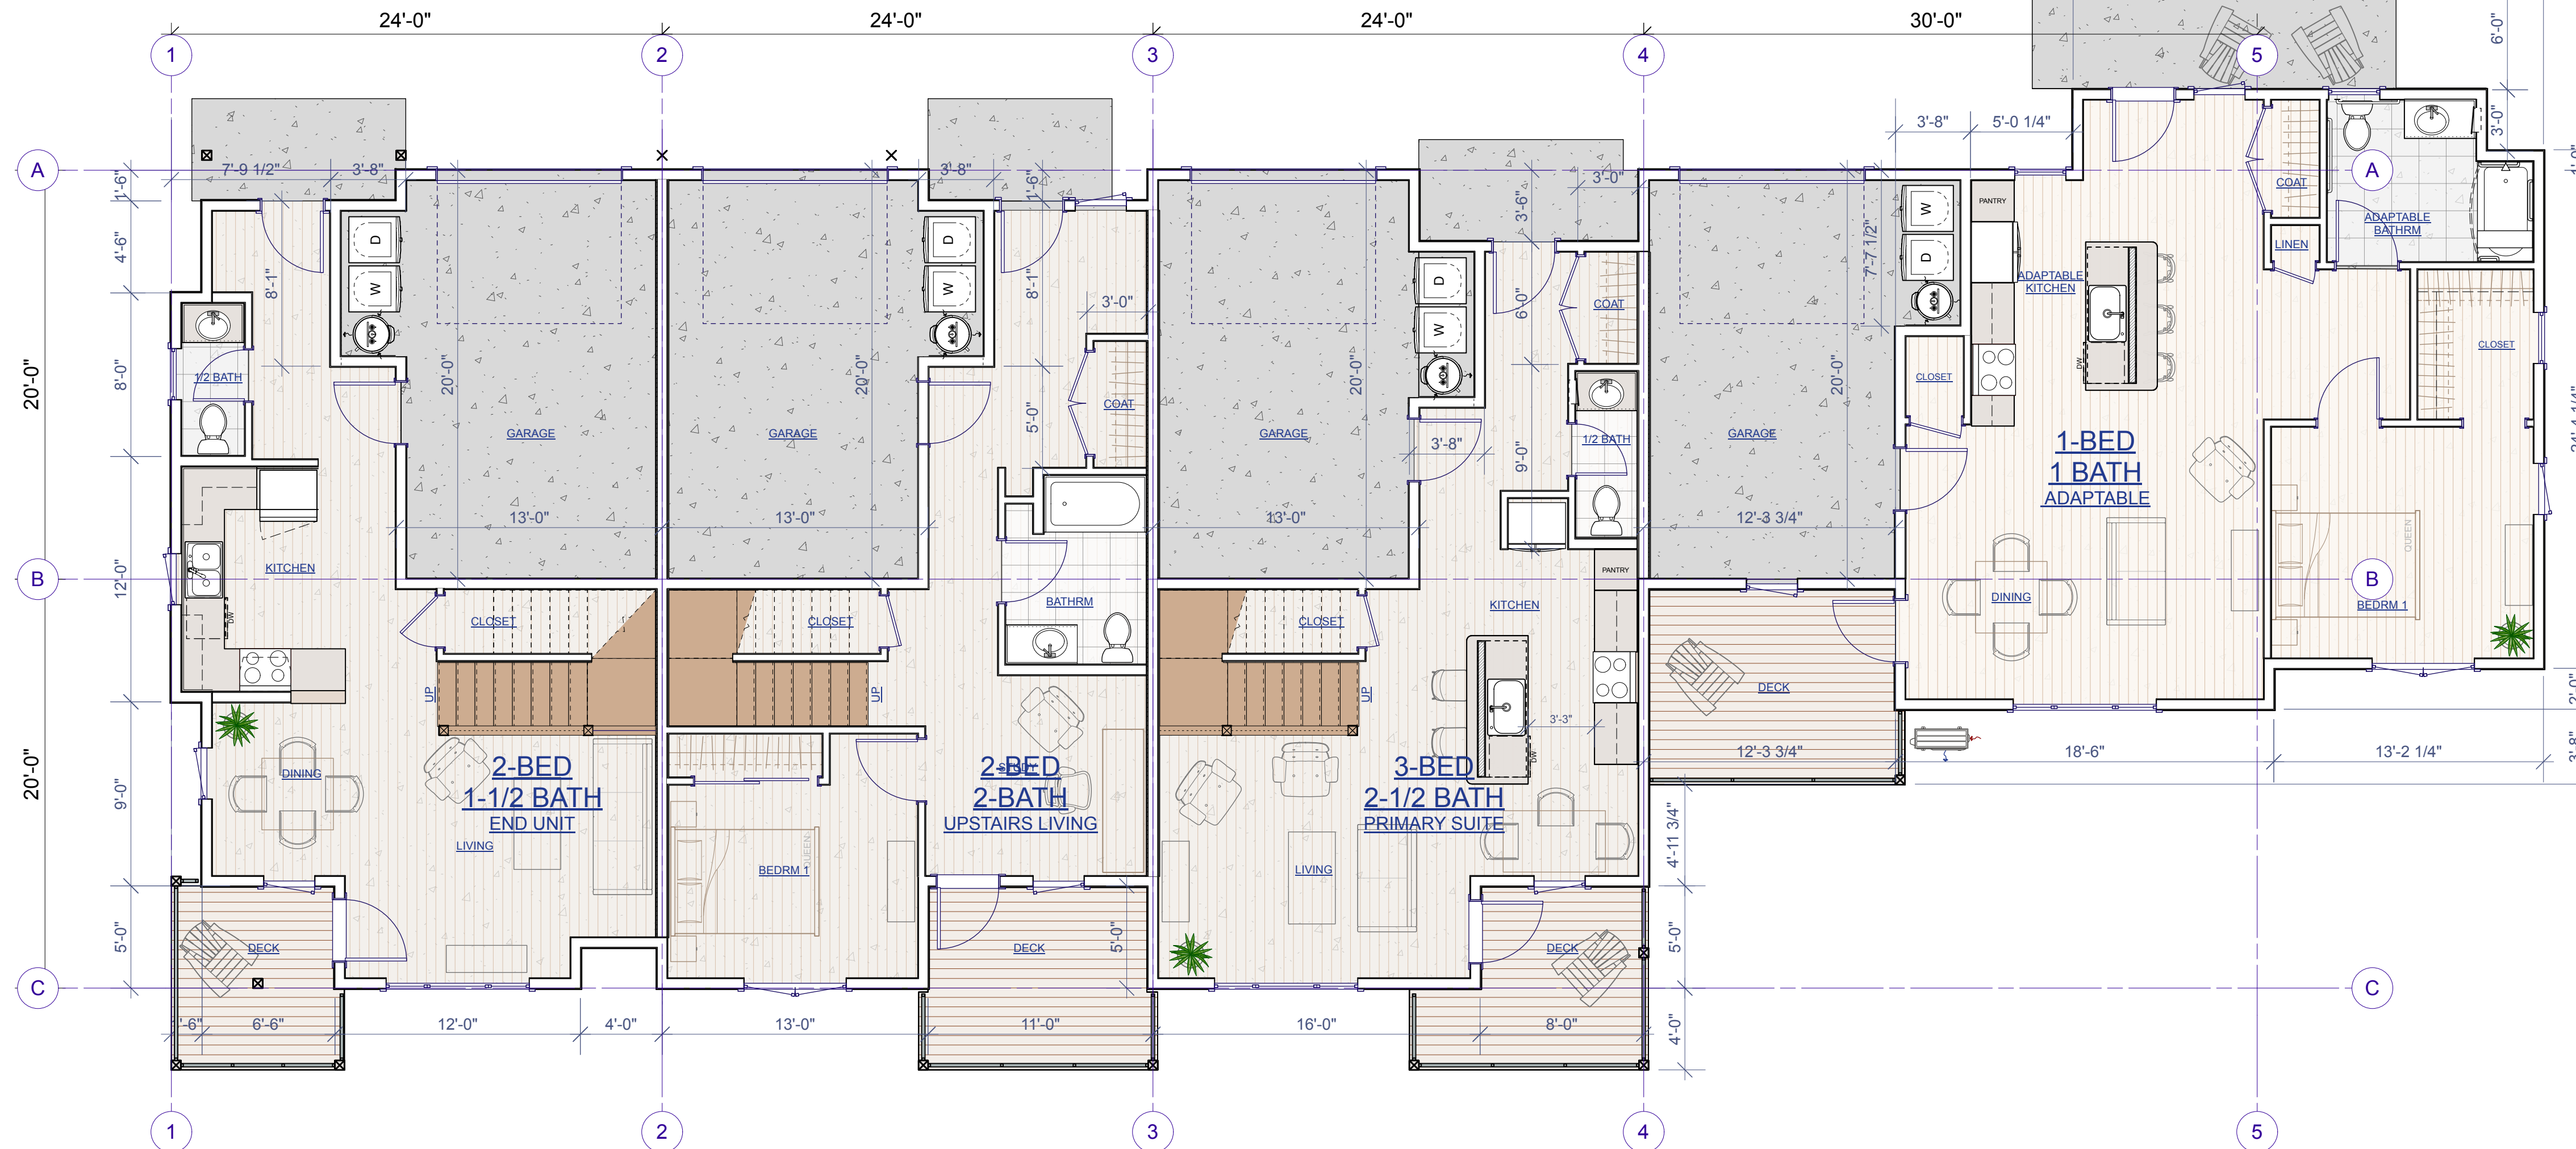 24'-0"
24'-0"
24'-0"
30'-0"
6'-0"
1
2
3
4
5
3'-0"
3'-8"
5'-0 1/4"
A
7'-9 1/2"
3'-8"
3'-8"
3'-0"
A
1'-6"
1'-6"
3'-6"
COAT
PANTRY
W
D
D
D
W
W
D
W
4'-6"
8'-1"
8'-1"
7'-7 1/2"
ADAPTABLE
BATHRM
LINEN
ADAPTABLE
KITCHEN
3'-0"
6'-0"
COAT
CLOSET
DW
8'-0"
20'-0"
1/2 BATH
20'-0"
20'-0"
20'-0"
20'-0"
CLOSET
COAT
5'-0"
GARAGE
GARAGE
GARAGE
GARAGE
3'-8"
1/2 BATH
9'-0"
1-BED
1 BATH
ADAPTABLE
13'-0"
13'-0"
13'-0"
12'-3 3/4"
QUEEN
KITCHEN
PANTRY
B
12'-0"
B
DINING
BEDRM 1
BATHRM
KITCHEN
DW
CLOSET
CLOSET
CLOSET
UP
UP
UP
DECK
3'-3"
DW
12'-3 3/4"
18'-6"
13'-2 1/4"
2'-0"
3'-8"
20'-0"
9'-0"
DINING
2-BED
1-1/2 BATH
END UNIT
LIVING
STUDY
2-BED
2-BATH
UPSTAIRS LIVING
QUEEN
BEDRM 1
3-BED
2-1/2 BATH
PRIMARY SUITE
LIVING
4'-11 3/4"
5'-0"
DECK
DECK
5'-0"
DECK
5'-0"
C
C
6'-6"
12'-0"
4'-0"
13'-0"
11'-0"
16'-0"
8'-0"
4'-0"
1
2
3
4
5